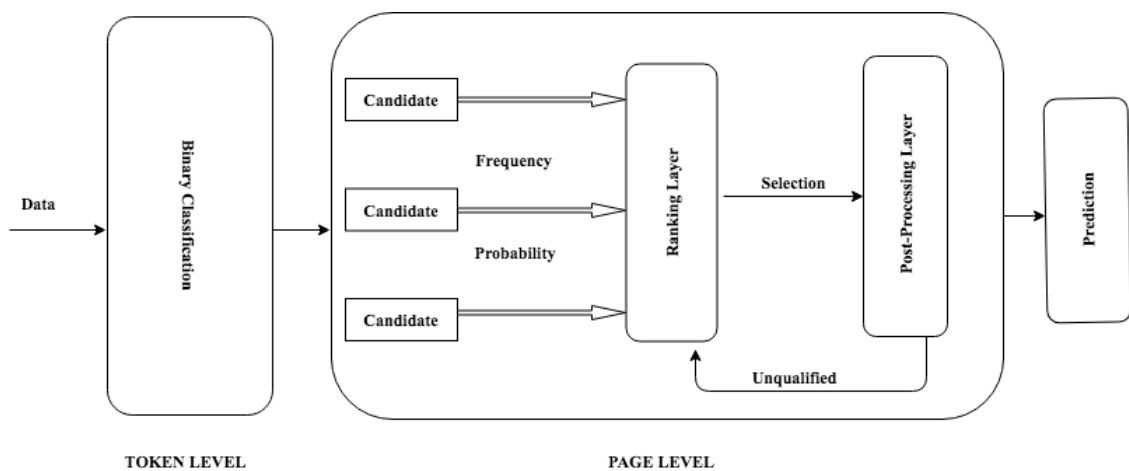 Data
Binary Classification
TOKEN LEVEL
Candidate
Frequency
Candidate
Probability
Candidate
Ranking Layer
Selection
Post-Processing Layer
Unqualified
PAGE LEVEL
Prediction